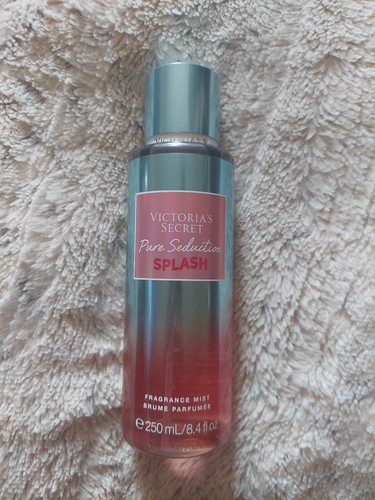 VICTORIA'S
SECRET
Pure Seduction
SPLASH
FRAGRANCE MIST
BRUME PARFUMÉE
℮ 250 mL/8.4 fl oz